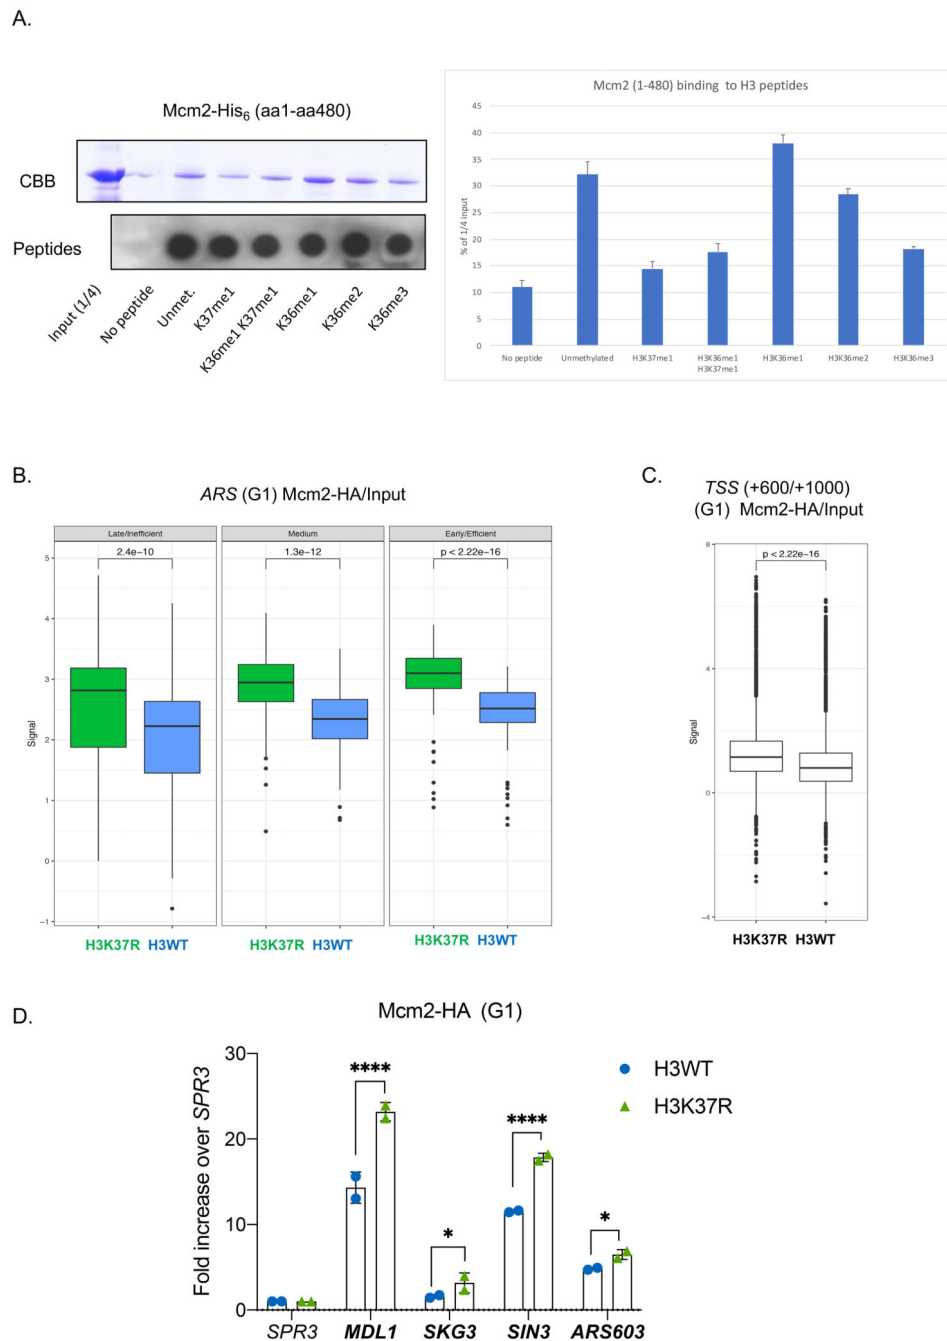 A.
Mcm2-His6 (aa1-aa480)
CBB
Peptides
Input (1/4)
No peptide
Unmet.
K37me1
K36me1 K37me1
K36me1
K36me2
K36me3
Mcm2 (1-480) binding to H3 peptides
% of 1/4 input
45
40
35
30
25
20
15
10
5
0
No peptide
Unmethylated
H3K37me1
H3K36me1
H3K37me1
H3K36me1
H3K36me2
H3K36me3
B.
ARS (G1) Mcm2-HA/Input
Late/Inefficient
Medium
Early/Efficient
2.4e-10
1.3e-12
p < 2.22e-16
Signal
5
4
3
2
1
0
-1
H3K37R H3WT
H3K37R H3WT
H3K37R H3WT
C.
TSS (+600/+1000)
(G1) Mcm2-HA/Input
p < 2.22e-16
Signal
8
4
0
-4
H3K37R H3WT
D.
Mcm2-HA (G1)
Fold increase over SPR3
30
20
10
0
****
*
****
*
H3WT
H3K37R
SPR3 MDL1 SKG3 SIN3 ARS603